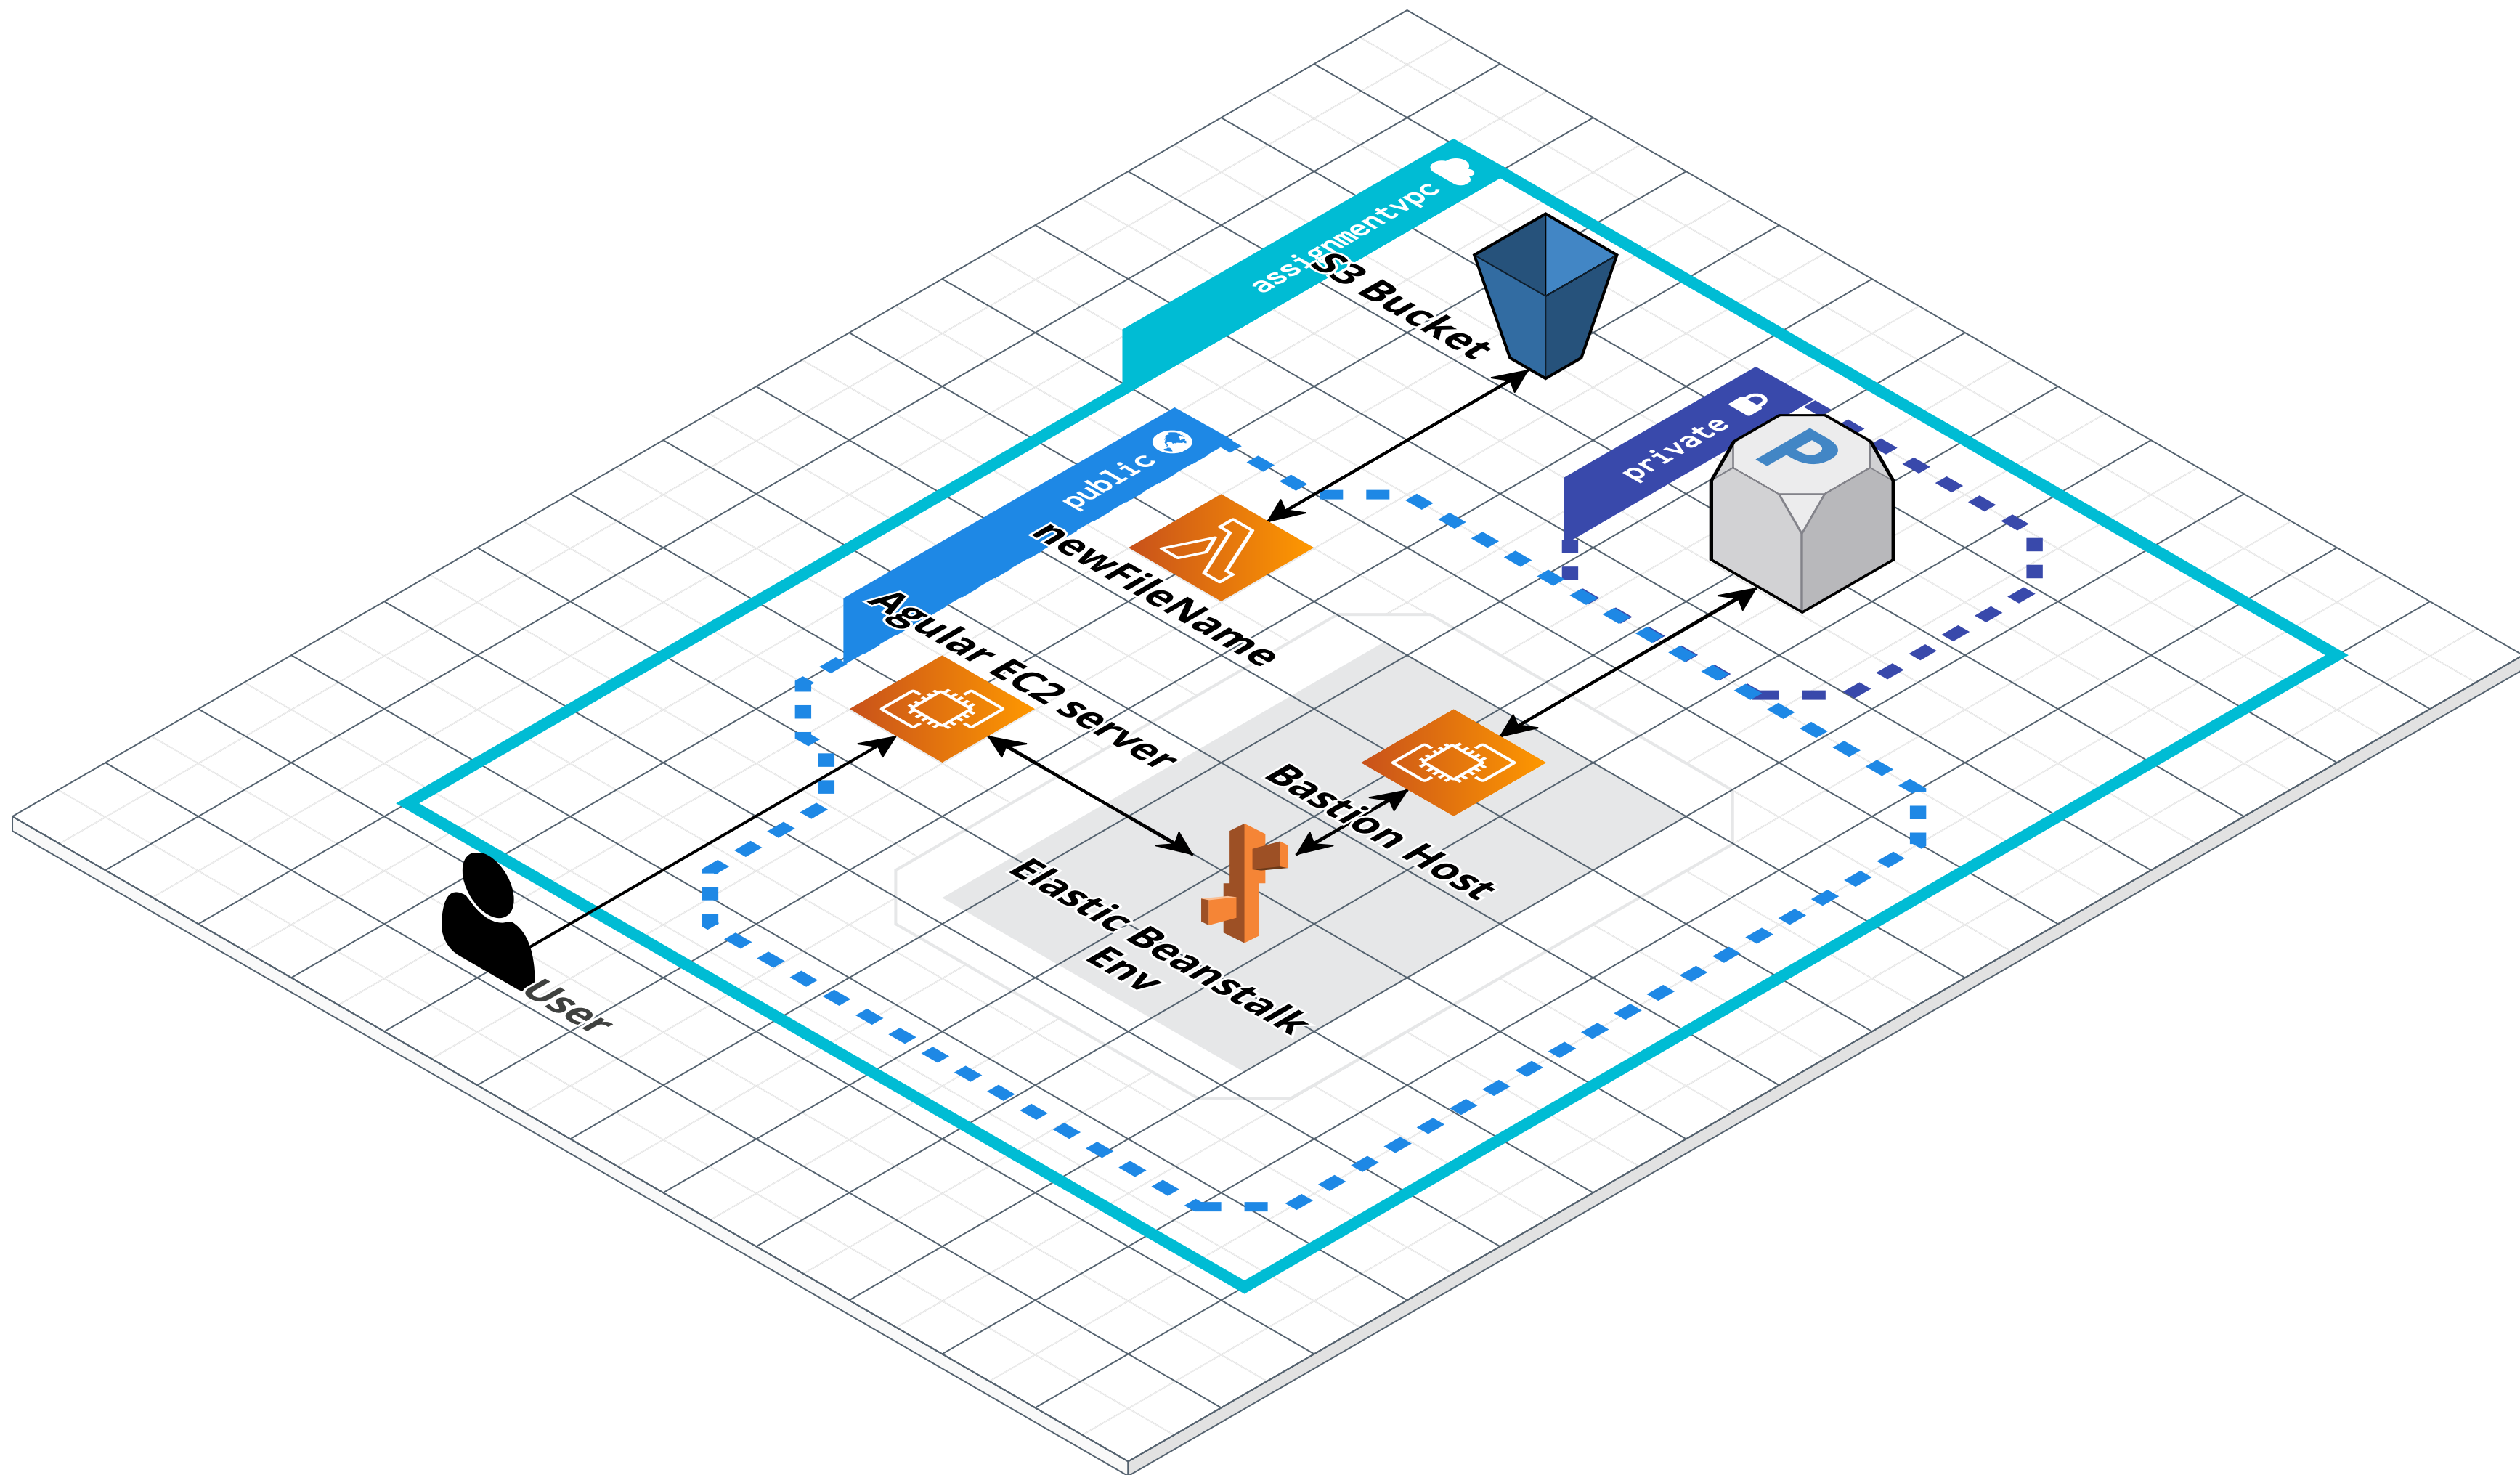 assignmentvpc
S3 Bucket
private
P
public
newFileName
Agular EC2 server
Bastion Host
Elastic Beanstalk
Env
User